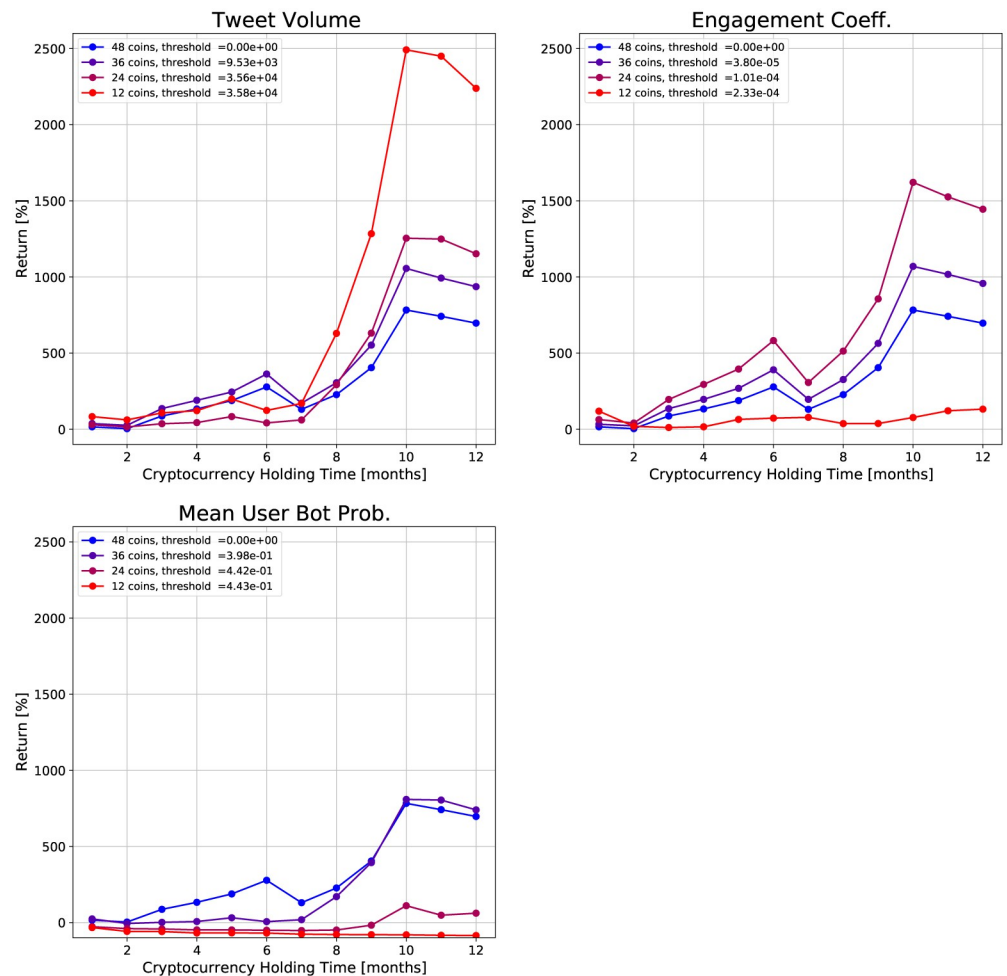 Tweet Volume
48 coins, threshold =0.00e+00
36 coins, threshold =9.53e+03
24 coins, threshold =3.56e+04
12 coins, threshold =3.58e+04
2500
2000
1500
1000
500
0
Return [%]
2 4 6 8 10 12
Cryptocurrency Holding Time [months]
Engagement Coeff.
48 coins, threshold =0.00e+00
36 coins, threshold =3.80e-05
24 coins, threshold =1.01e-04
12 coins, threshold =2.33e-04
2500
2000
1500
1000
500
0
Return [%]
2 4 6 8 10 12
Cryptocurrency Holding Time [months]
Mean User Bot Prob.
48 coins, threshold =0.00e+00
36 coins, threshold =3.98e-01
24 coins, threshold =4.42e-01
12 coins, threshold =4.43e-01
2500
2000
1500
1000
500
0
Return [%]
2 4 6 8 10 12
Cryptocurrency Holding Time [months]